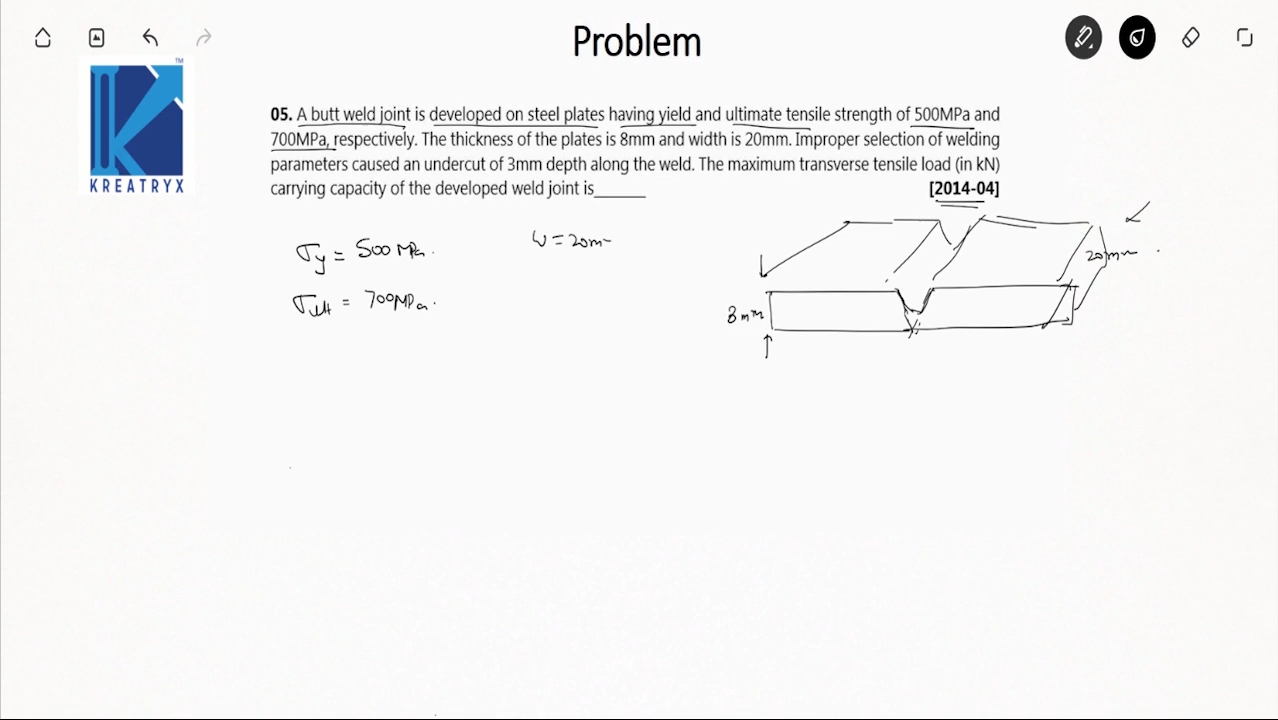 Problem
TM
KREATRYX
05. A butt weld joint is developed on steel plates having yield and ultimate tensile strength of 500MPa and
700MPa, respectively. The thickness of the plates is 8mm and width is 20mm. Improper selection of welding
parameters caused an undercut of 3mm depth along the weld. The maximum transverse tensile load (in kN)
carrying capacity of the developed weld joint is______ [2014-04]
σy = 500 MPa.
w = 20m
σult = 700MPa.
20mm
8mm